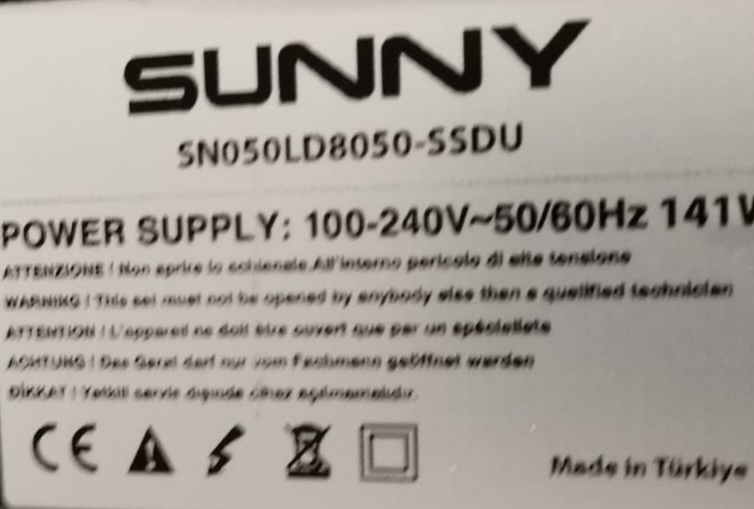 SUNNY
SN050LD8050-SSDU
POWER SUPPLY: 100-240V~50/60Hz 141W
ATTENZIONE ! Non aprire lo schienale.All'interno pericolo di alta tensione
WARNING ! This set must not be opened by anybody else then a qualified technician
ATTENTION ! L'appareil ne doit être ouvert que par un spécialiste
ACHTUNG ! Das Gerat darf nur vom Fachmann geöffnet werden
DİKKAT ! Yetkili servis dışında cihaz açılmamalıdır.
CE
Made in Türkiye